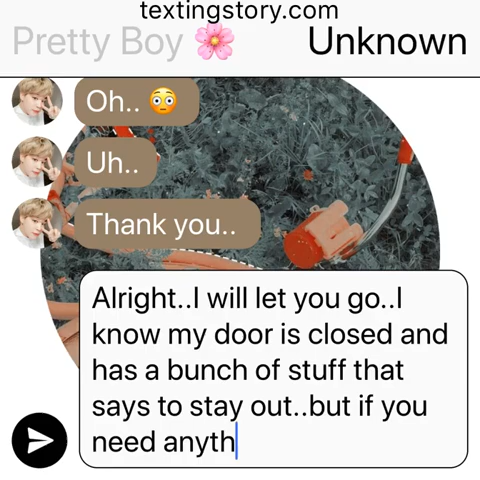 textingstory.com
Pretty Boy 🌸 Unknown
Oh.. 😳
Uh..
Thank you..
Alright..I will let you go..I
know my door is closed and
has a bunch of stuff that
says to stay out..but if you
need anyth